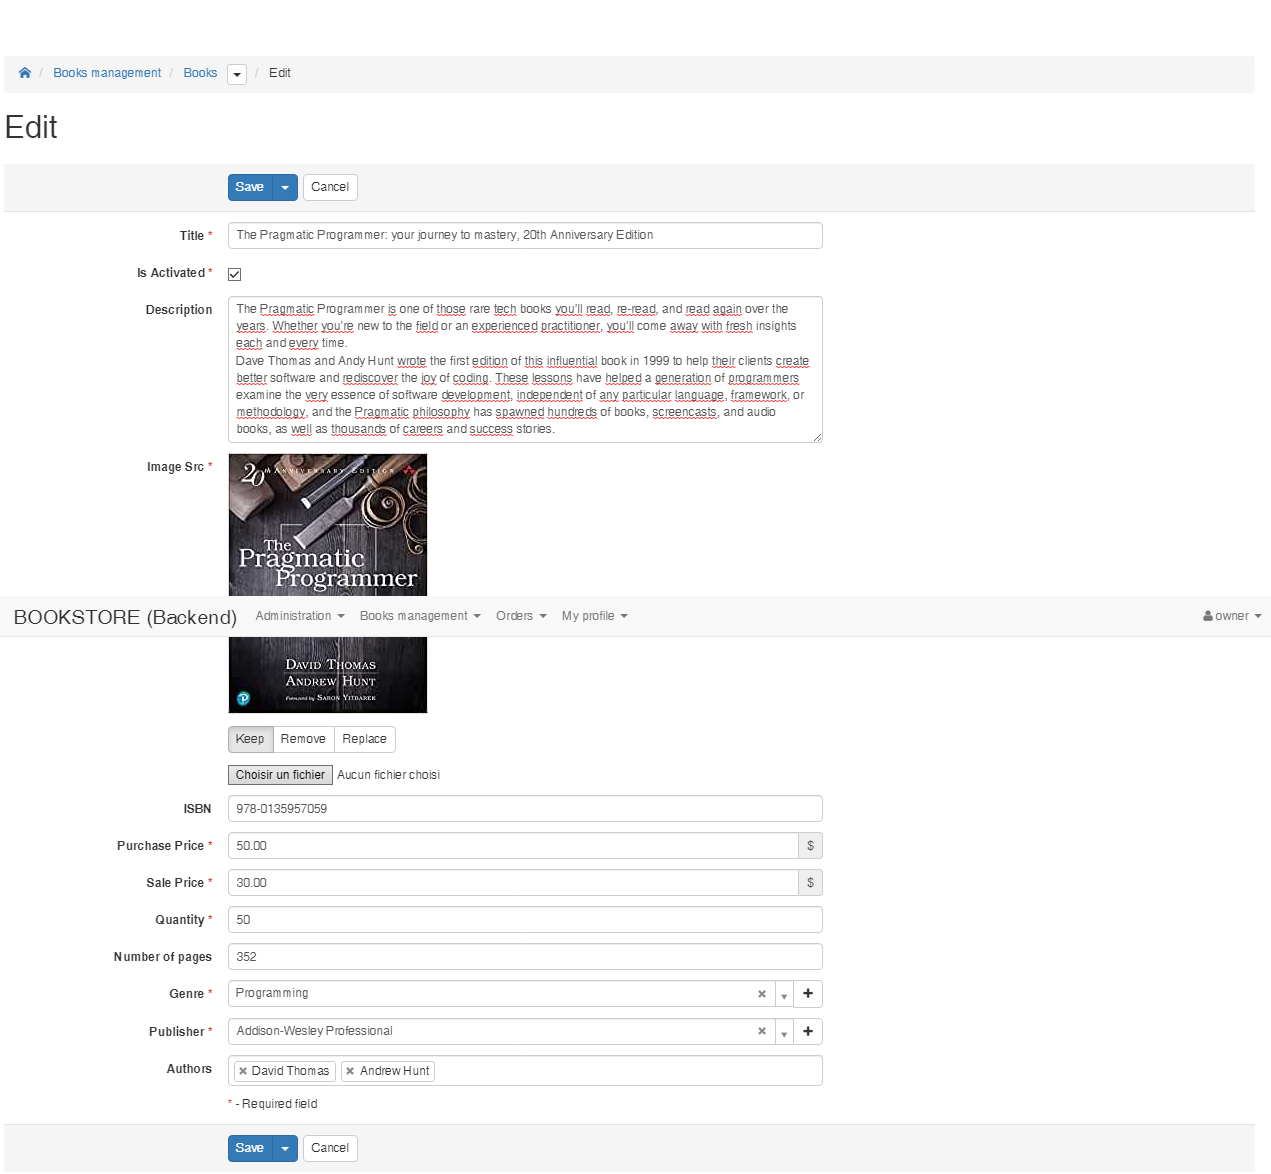 / Books management / Books / Edit
Edit
Save Cancel
Title * The Pragmatic Programmer: your journey to mastery, 20th Anniversary Edition
Is Activated *
Description The Pragmatic Programmer is one of those rare tech books you'll read, re-read, and read again over the
years. Whether you're new to the field or an experienced practitioner, you'll come away with fresh insights
each and every time.
Dave Thomas and Andy Hunt wrote the first edition of this influential book in 1999 to help their clients create
better software and rediscover the joy of coding. These lessons have helped a generation of programmers
examine the very essence of software development, independent of any particular language, framework, or
methodology, and the Pragmatic philosophy has spawned hundreds of books, screencasts, and audio
books, as well as thousands of careers and success stories.
Image Src *
20th ANNIVERSARY EDITION
The
Pragmatic
Programmer
BOOKSTORE (Backend) Administration Books management Orders My profile owner
DAVID THOMAS
ANDREW HUNT
Foreword by SARON YITBAREK
P
Keep Remove Replace
Choisir un fichier Aucun fichier choisi
ISBN 978-0135957059
Purchase Price * 50.00 $
Sale Price * 30.00 $
Quantity * 50
Number of pages 352
Genre * Programming
Publisher * Addison-Wesley Professional
Authors David Thomas Andrew Hunt
* - Required field
Save Cancel